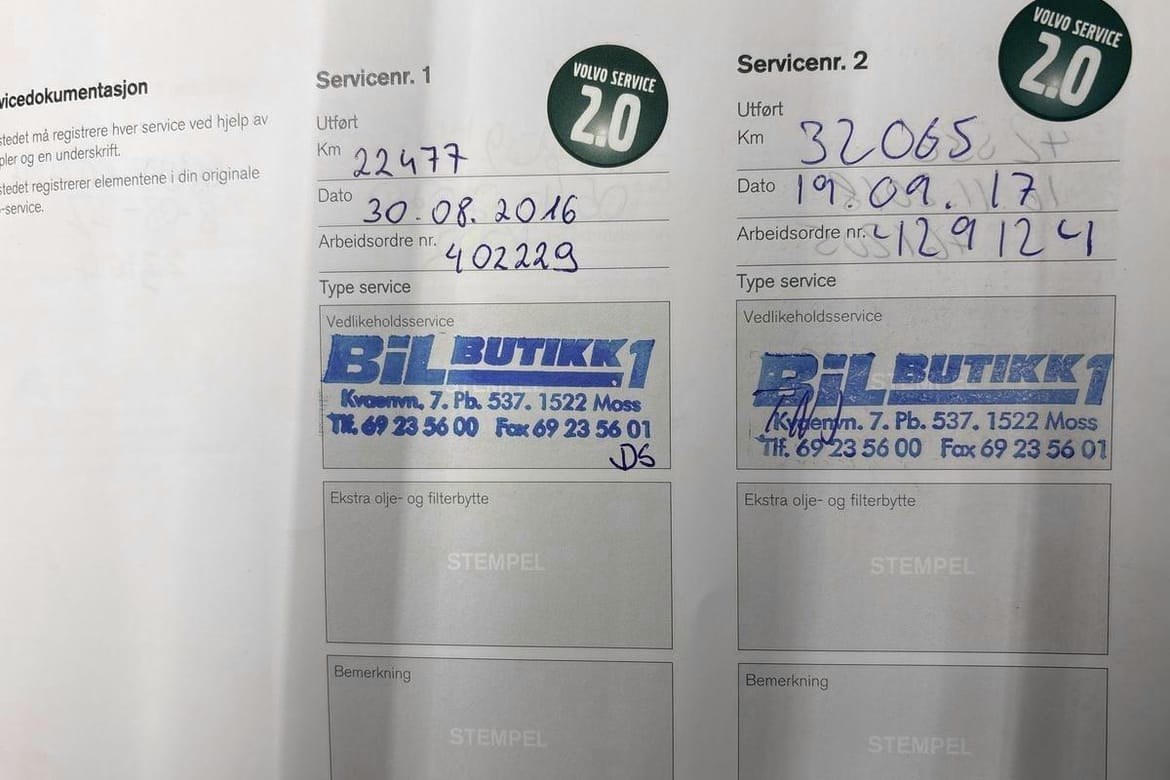 vicedokumentasjon
stedet må registrere hver service ved hjelp av
pler og en underskrift.
stedet registrerer elementene i din originale
-service.
Servicenr. 1
VOLVO SERVICE
2.0
Utført
Km 22477
Dato 30.08.2016
Arbeidsordre nr. 402229
Type service
Vedlikeholdsservice
BiL BUTIKK 1
Kvaenvn. 7. Pb. 537. 1522 Moss
Tlf. 69 23 56 00 Fax 69 23 56 01
DS
Ekstra olje- og filterbytte
STEMPEL
Bemerkning
STEMPEL
Servicenr. 2
VOLVO SERVICE
2.0
Utført
Km 32065
Dato 19.09.17
Arbeidsordre nr. 4129124
Type service
Vedlikeholdsservice
STEMPEL
BiL BUTIKK 1
Kvaenvn. 7. Pb. 537. 1522 Moss
Tlf. 69 23 56 00 Fax 69 23 56 01
Ekstra olje- og filterbytte
STEMPEL
Bemerkning
STEMPEL